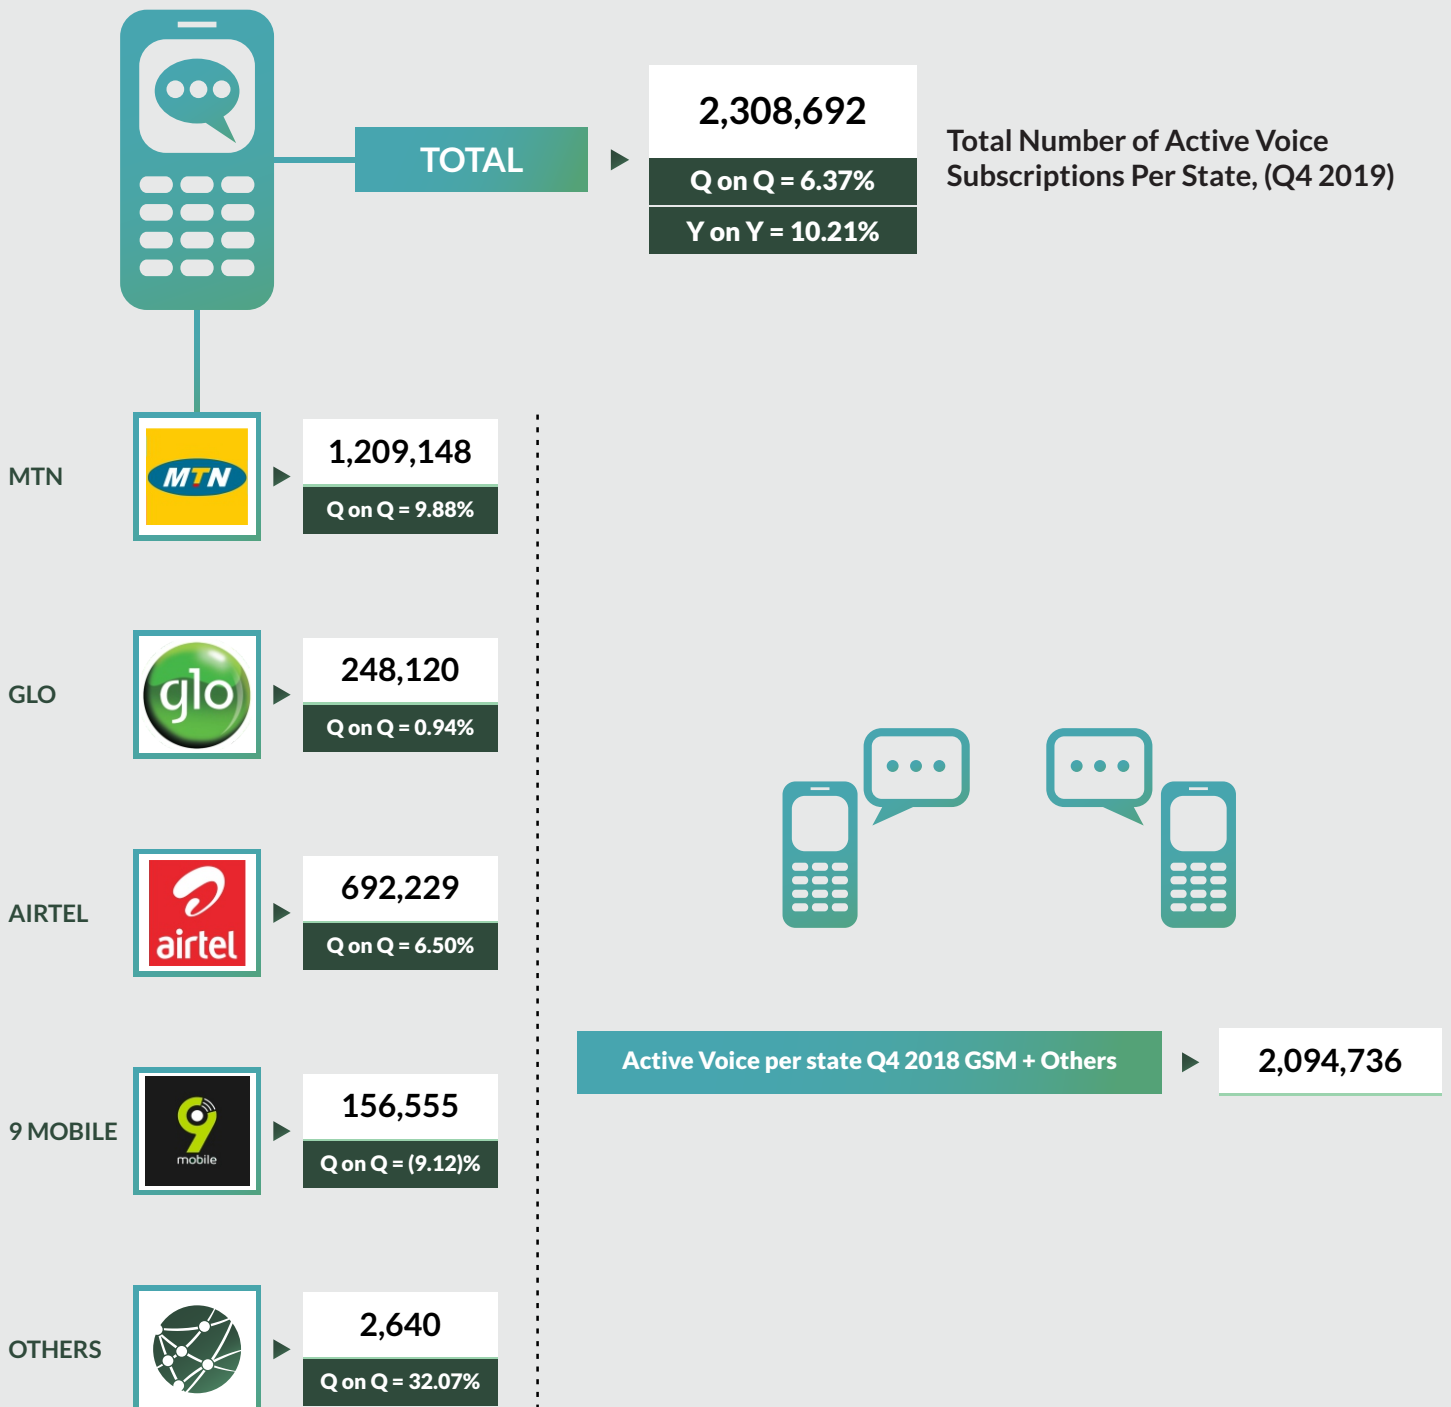 TOTAL
2,308,692
Q on Q = 6.37%
Y on Y = 10.21%
Total Number of Active Voice
Subscriptions Per State, (Q4 2019)
MTN
MTN
1,209,148
Q on Q = 9.88%
GLO
glo
248,120
Q on Q = 0.94%
AIRTEL
airtel
692,229
Q on Q = 6.50%
9 MOBILE
9
mobile
156,555
Q on Q = (9.12)%
Active Voice per state Q4 2018 GSM + Others
2,094,736
OTHERS
2,640
Q on Q = 32.07%